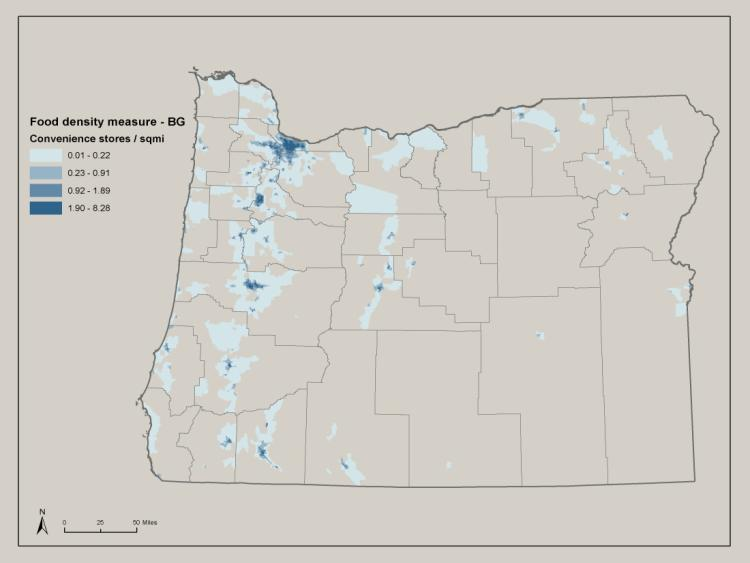 Food density measure - BG
Convenience stores / sqmi
0.01 - 0.22
0.23 - 0.91
0.92 - 1.89
1.90 - 8.28
N
0 25 50 Miles